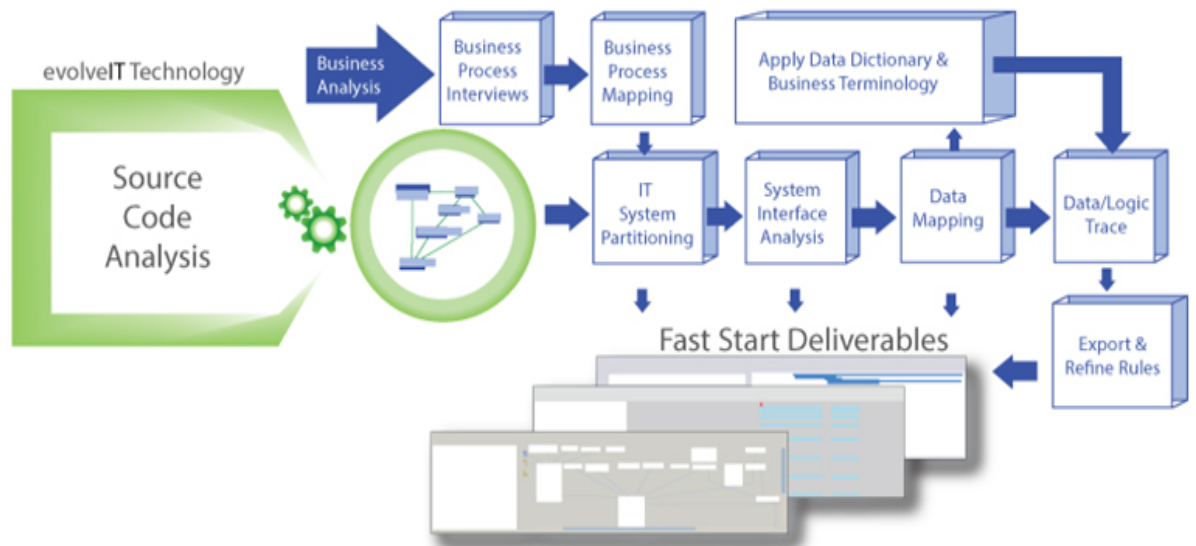 evolveIT Technology
Source
Code
Analysis
Business
Analysis
Business
Process
Interviews
Business
Process
Mapping
Apply Data Dictionary &
Business Terminology
IT
System
Partitioning
System
Interface
Analysis
Data
Mapping
Data/Logic
Trace
Export &
Refine Rules
Fast Start Deliverables